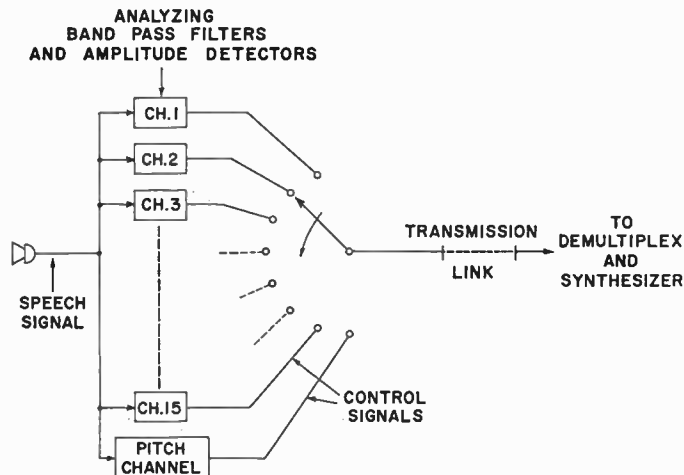 ANALYZING
BAND PASS FILTERS
AND AMPLITUDE DETECTORS
CH.1
CH.2
CH.3
TRANSMISSION
LINK
TO
DEMULTIPLEX
AND
SYNTHESIZER
SPEECH
SIGNAL
CH.15
CONTROL
SIGNALS
PITCH
CHANNEL